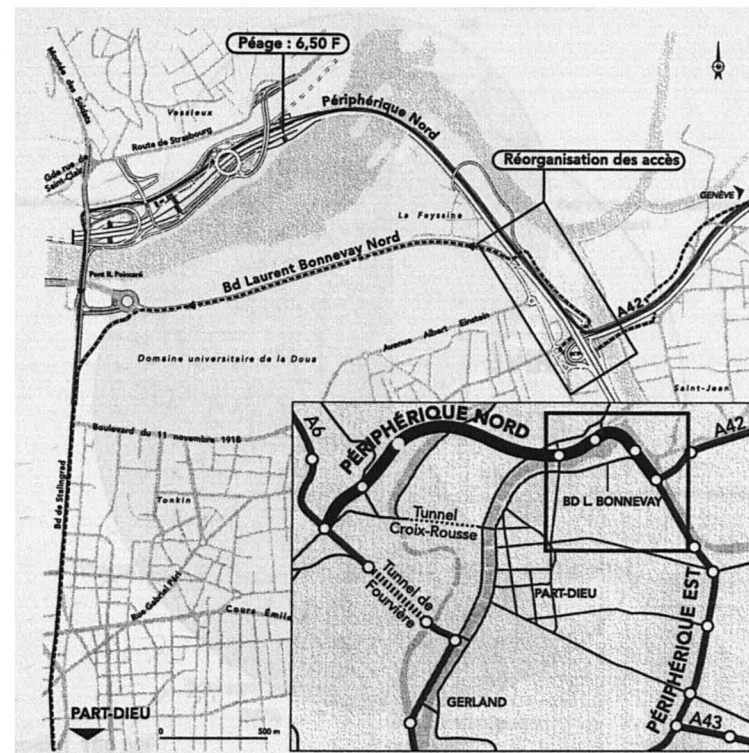 Péage : 6,50 F
Montée des Soldats
Vassieux
Périphérique Nord
Route de Strasbourg
Gde rue de
Saint-Clair
Réorganisation des accès
GENÈVE
La Feyssine
Bd Laurent Bonnevay Nord
Pont R. Poincaré
A42
Avenue Albert Einstein
Domaine universitaire de la Doua
Saint-Jean
Boulevard du 11 novembre 1918
Bd de Stalingrad
Tonkin
Rue Gabriel Péri
Cours Émile
PART-DIEU
0
500 m
A6
PÉRIPHÉRIQUE NORD
A42
BD L. BONNEVAY
Tunnel
Croix-Rousse
PART-DIEU
Tunnel de
Fourvière
PÉRIPHÉRIQUE EST
GERLAND
A43